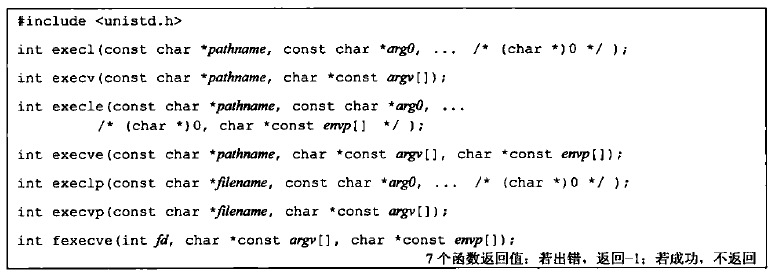 #include <unistd.h>
int execl(const char *pathname, const char *arg0, ... /* (char *)0 */ );
int execv(const char *pathname, char *const argv[]);
int execle(const char *pathname, const char *arg0, ...
/* (char *)0, char *const envp[] */ );
int execve(const char *pathname, char *const argv[], char *const envp[]);
int execlp(const char *filename, const char *arg0, ... /* (char *)0 */ );
int execvp(const char *filename, char *const argv[]);
int fexecve(int fd, char *const argv[], char *const envp[]);
7个函数返回值：若出错，返回-1；若成功，不返回